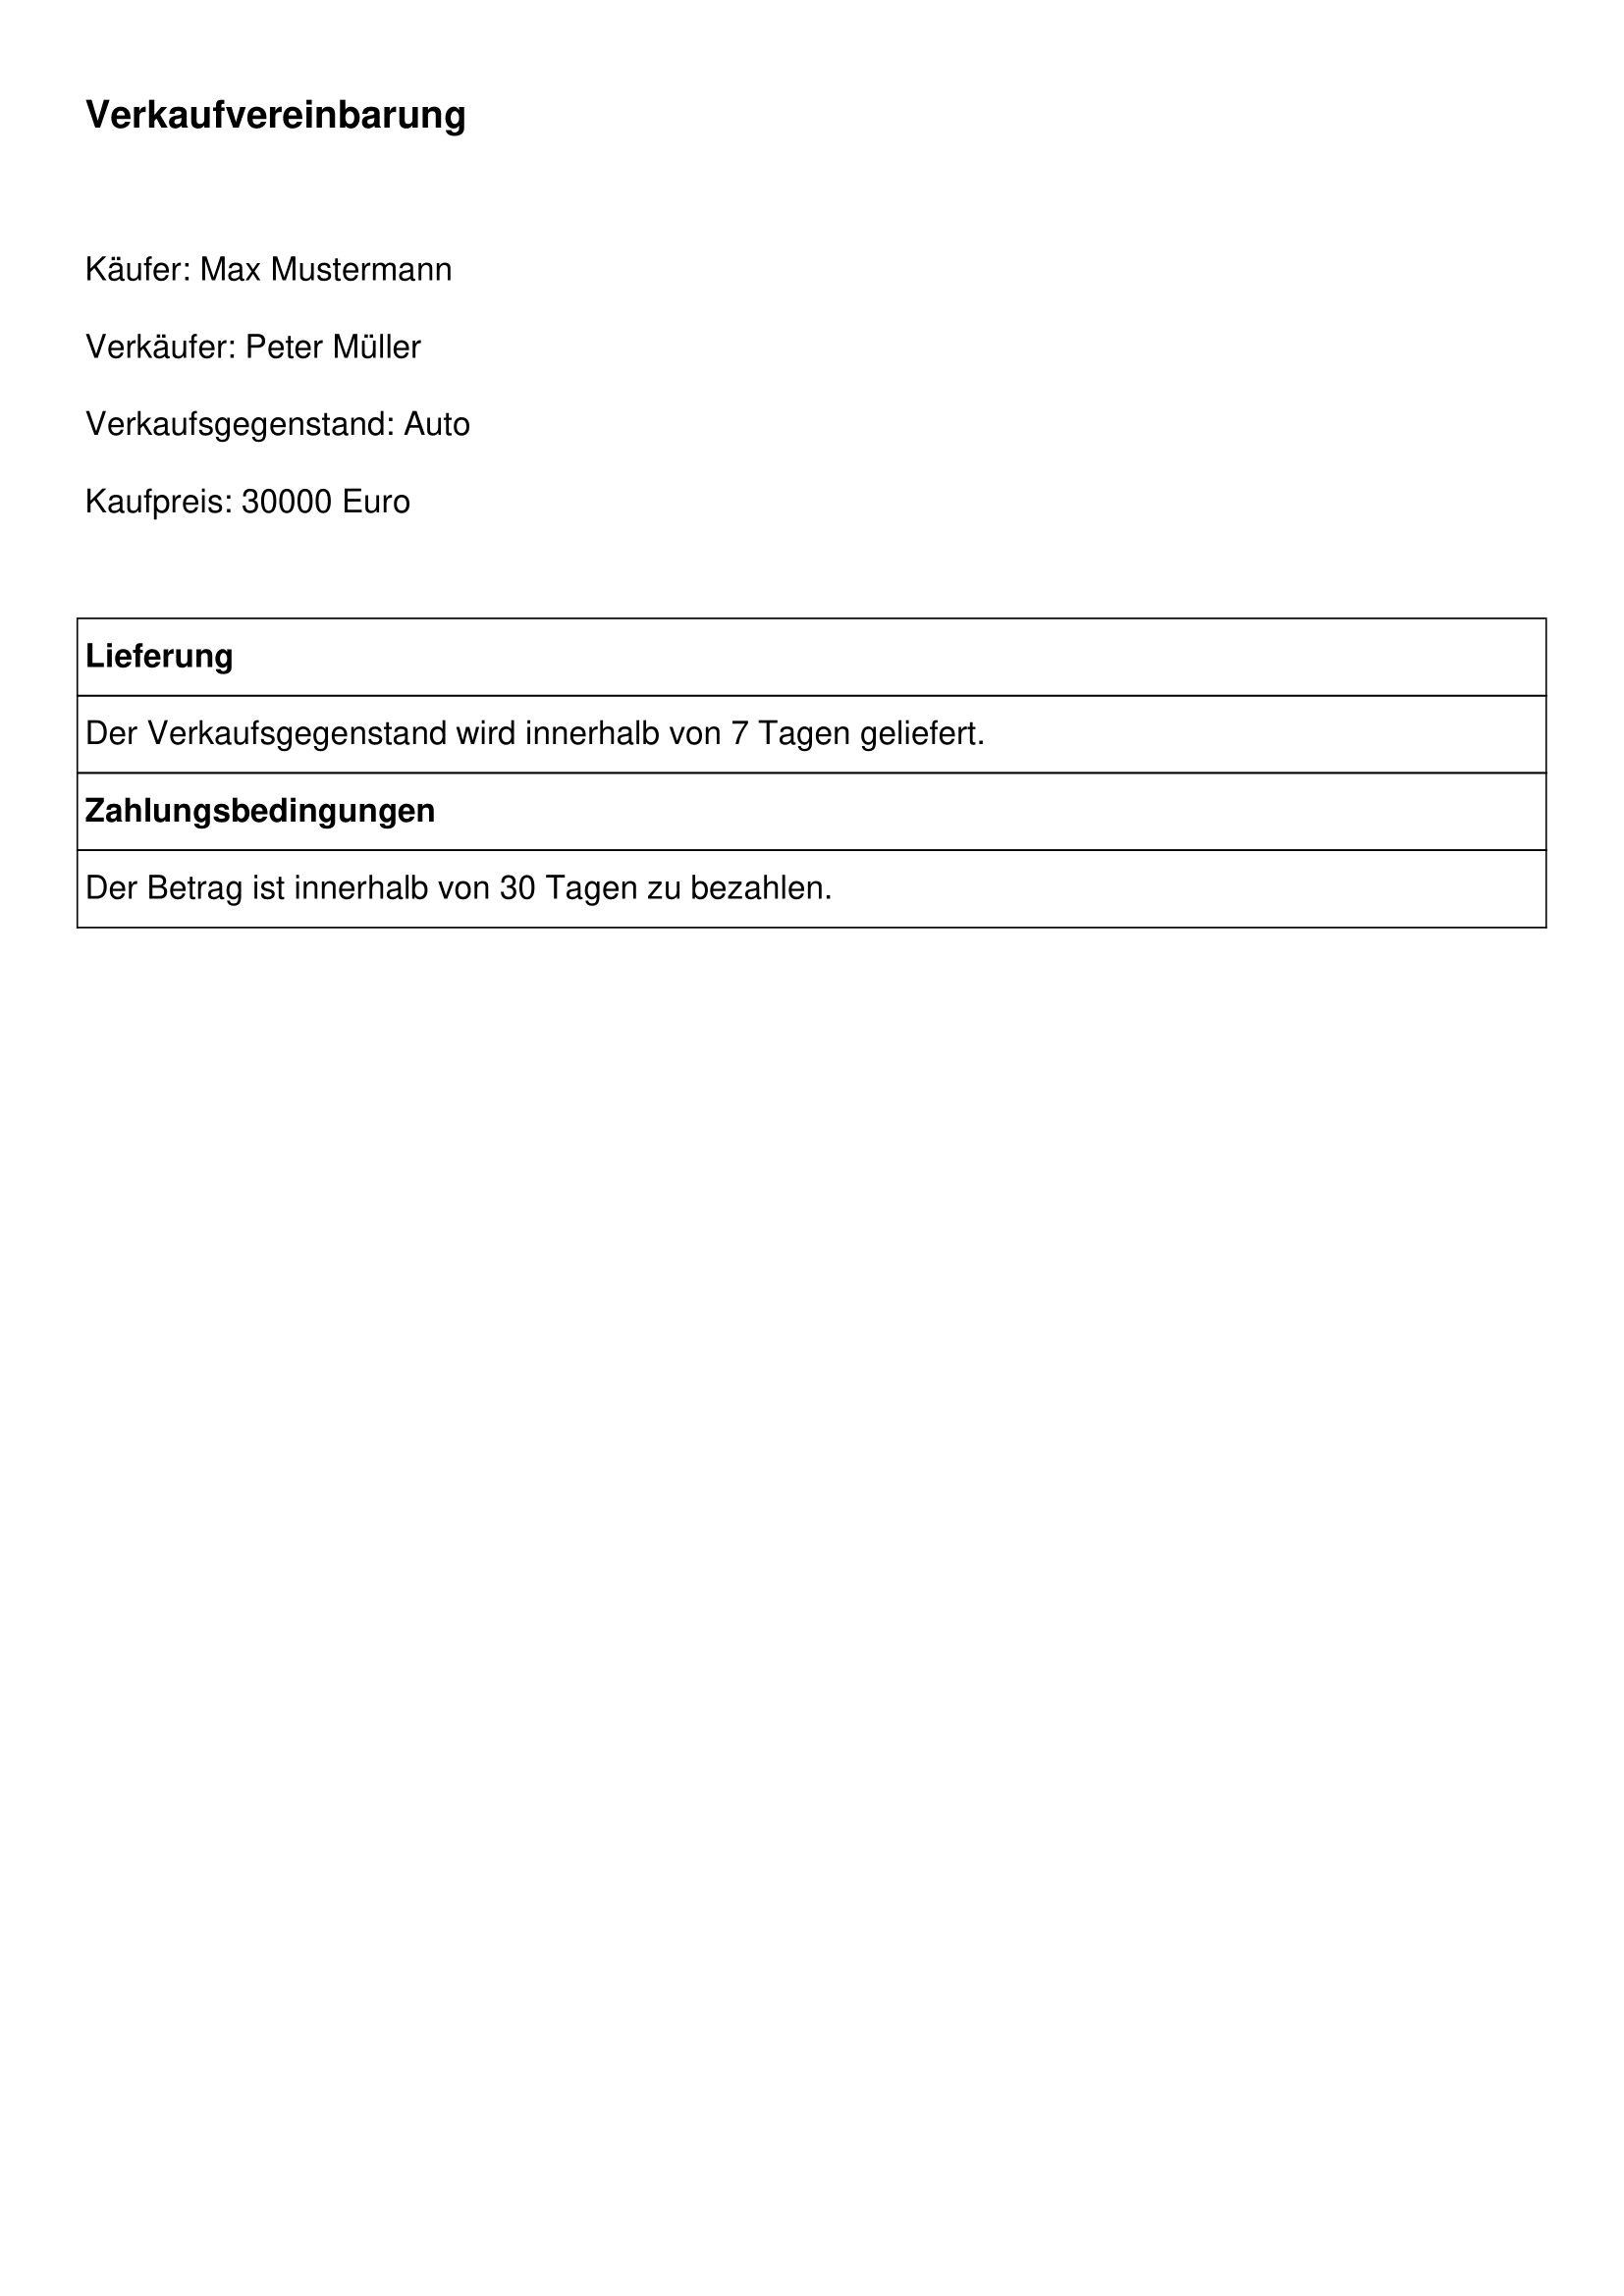 Verkaufvereinbarung
Käufer: Max Mustermann
Verkäufer: Peter Müller
Verkaufsgegenstand: Auto
Kaufpreis: 30000 Euro
Lieferung
Der Verkaufsgegenstand wird innerhalb von 7 Tagen geliefert.
Zahlungsbedingungen
Der Betrag ist innerhalb von 30 Tagen zu bezahlen.